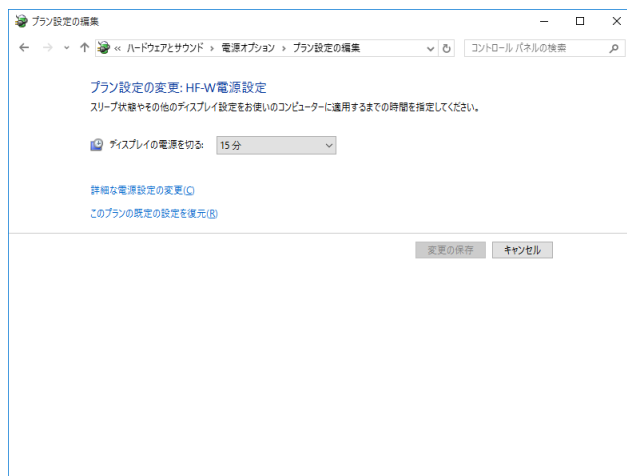 プラン設定の編集
« ハードウェアとサウンド › 電源オプション › プラン設定の編集
コントロール パネルの検索
プラン設定の変更: HF-W電源設定
スリープ状態やその他のディスプレイ設定をお使いのコンピューターに適用するまでの時間を指定してください。
ディスプレイの電源を切る: 15 分
詳細な電源設定の変更(C)
このプランの既定の設定を復元(R)
変更の保存 キャンセル